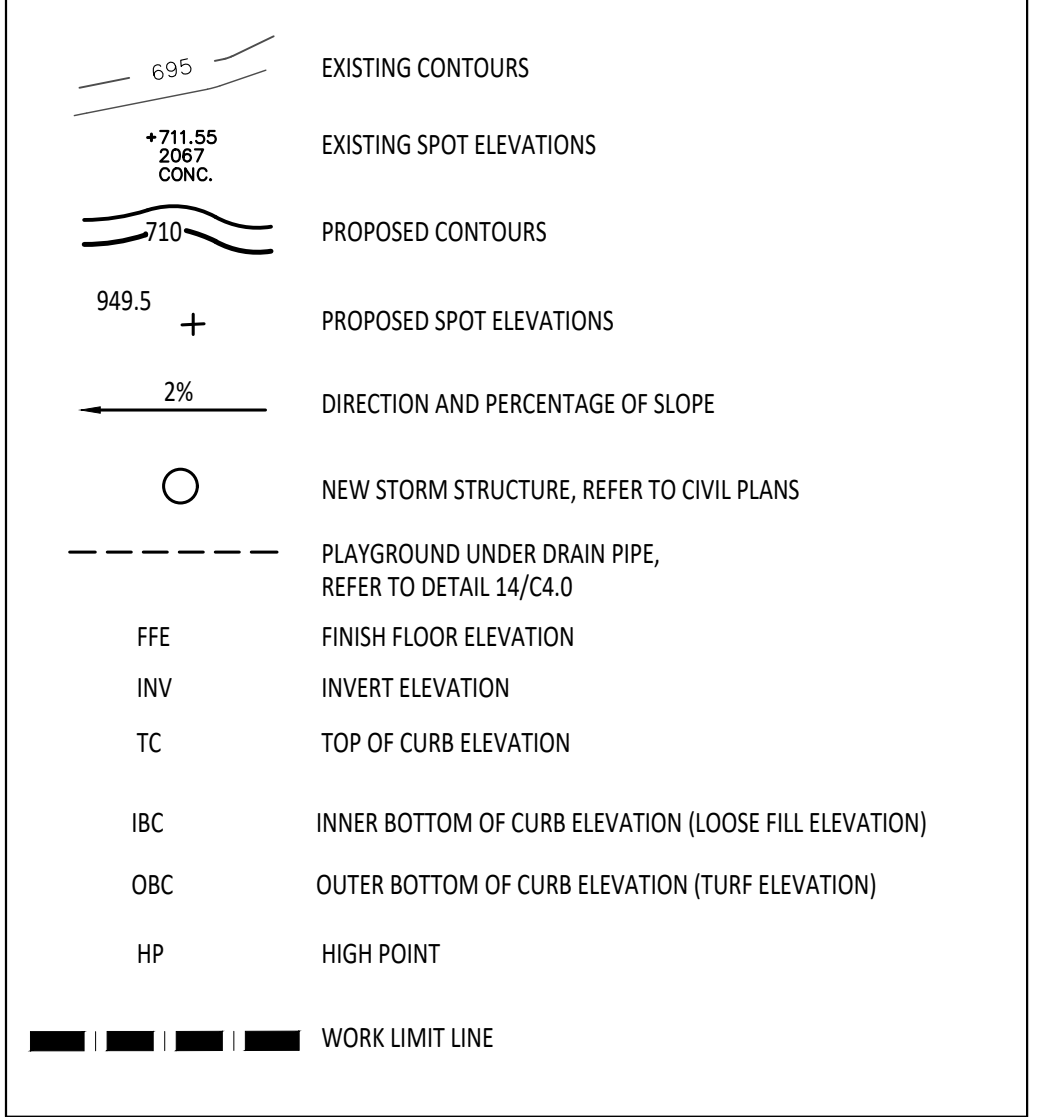 695 EXISTING CONTOURS
+711.55
2067
CONC.
EXISTING SPOT ELEVATIONS
710 PROPOSED CONTOURS
949.5
+ PROPOSED SPOT ELEVATIONS
2%
DIRECTION AND PERCENTAGE OF SLOPE
NEW STORM STRUCTURE, REFER TO CIVIL PLANS
PLAYGROUND UNDER DRAIN PIPE,
REFER TO DETAIL 14/C4.0
FFE FINISH FLOOR ELEVATION
INV INVERT ELEVATION
TC TOP OF CURB ELEVATION
IBC INNER BOTTOM OF CURB ELEVATION (LOOSE FILL ELEVATION)
OBC OUTER BOTTOM OF CURB ELEVATION (TURF ELEVATION)
HP HIGH POINT
WORK LIMIT LINE